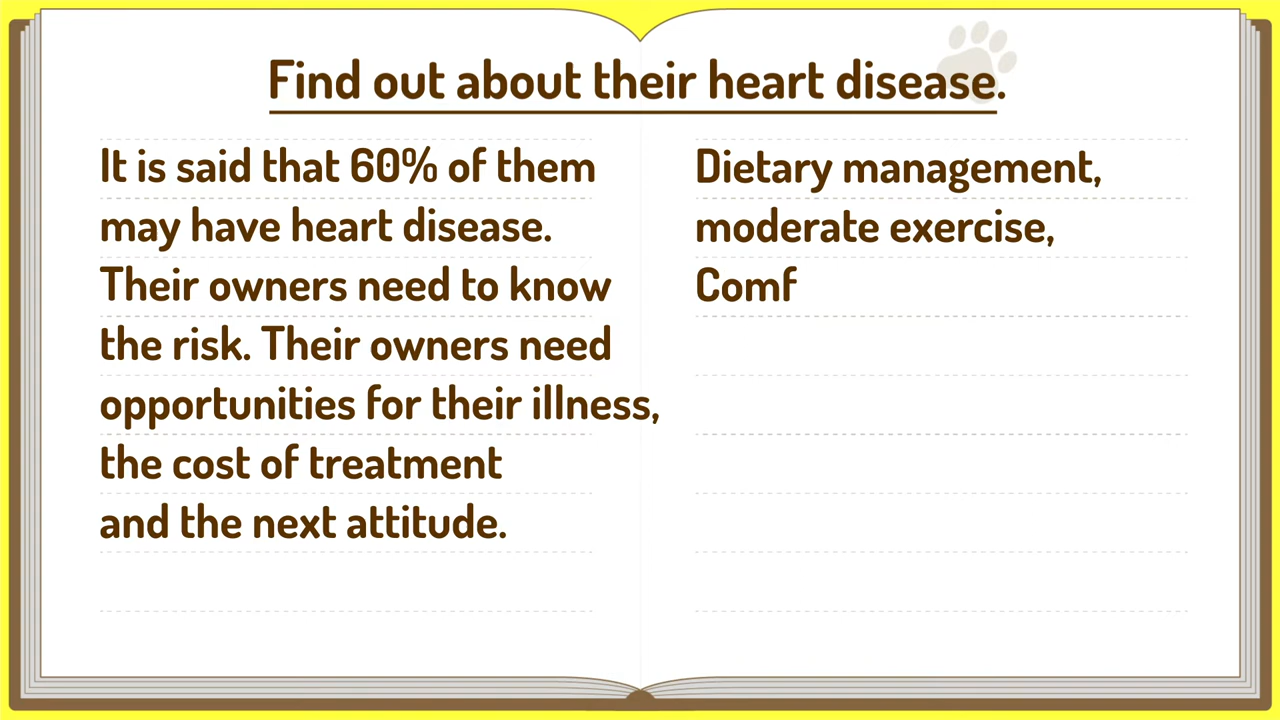 Find out about their heart disease.
It is said that 60% of them
may have heart disease.
Their owners need to know
the risk. Their owners need
opportunities for their illness,
the cost of treatment
and the next attitude.
Dietary management,
moderate exercise,
Comf